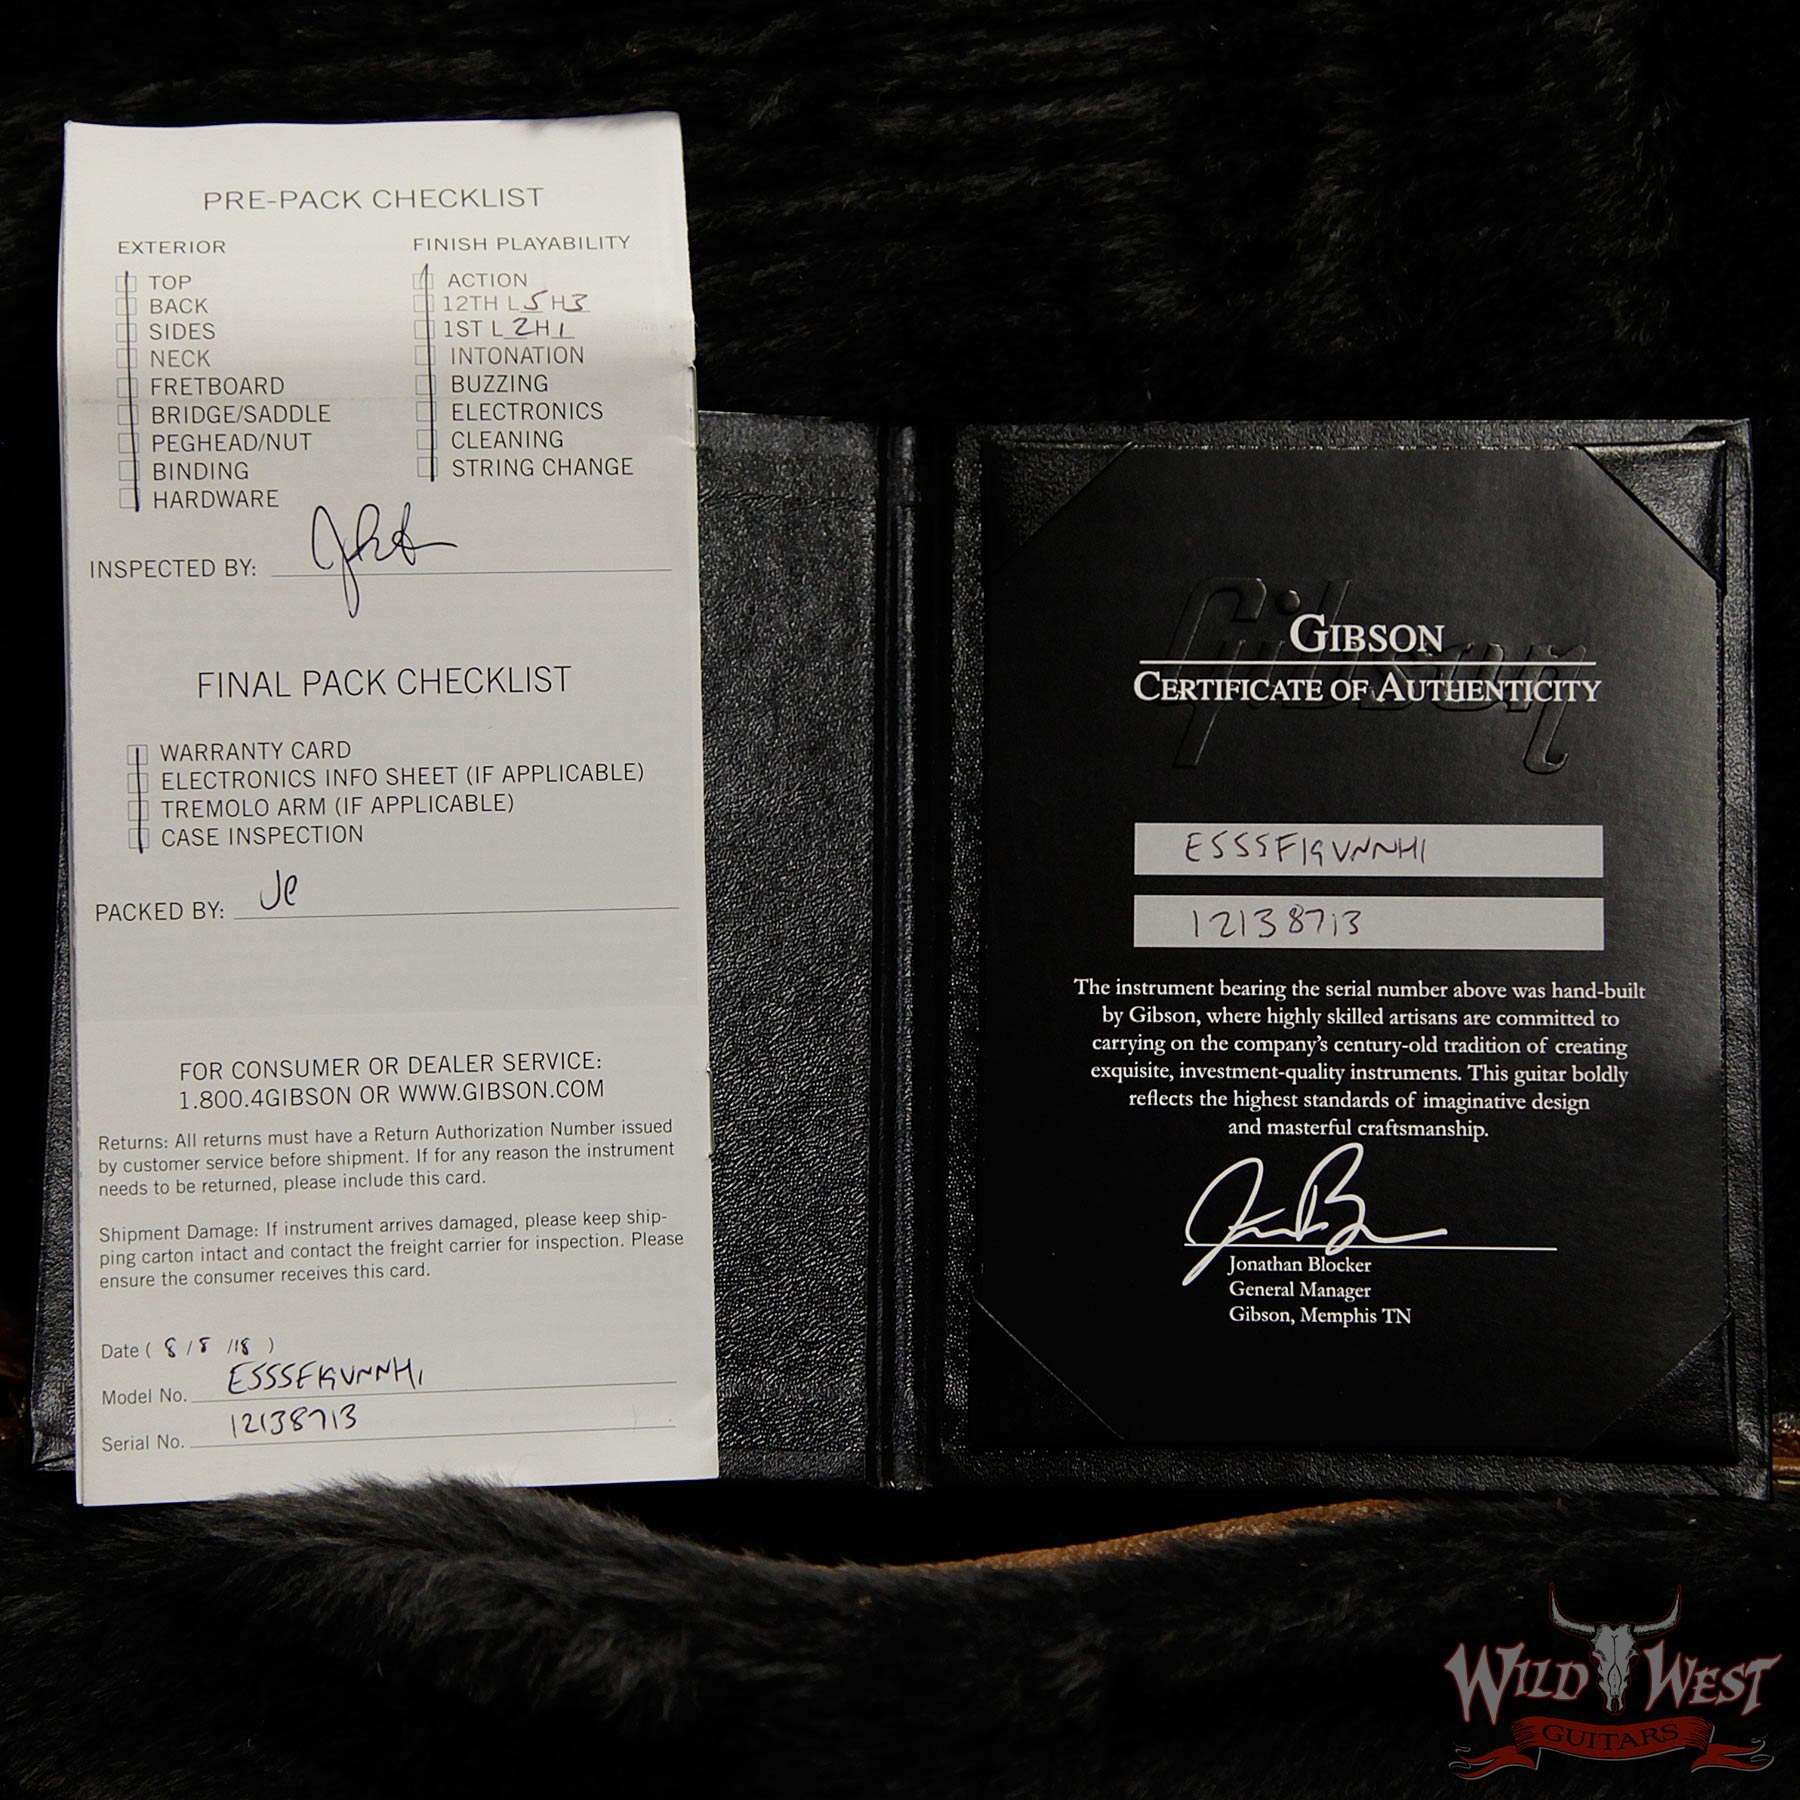 PRE-PACK CHECKLIST
EXTERIOR
TOP
BACK
SIDES
NECK
FRETBOARD
BRIDGE/SADDLE
PEGHEAD/NUT
BINDING
HARDWARE
FINISH PLAYABILITY
ACTION
12TH L 5 H3
1ST L 2H1
INTONATION
BUZZING
ELECTRONICS
CLEANING
STRING CHANGE
INSPECTED BY:
FINAL PACK CHECKLIST
WARRANTY CARD
ELECTRONICS INFO SHEET (IF APPLICABLE)
TREMOLO ARM (IF APPLICABLE)
CASE INSPECTION
PACKED BY: JC
FOR CONSUMER OR DEALER SERVICE:
1.800.4GIBSON OR WWW.GIBSON.COM
Returns: All returns must have a Return Authorization Number issued
by customer service before shipment. If for any reason the instrument
needs to be returned, please include this card.
Shipment Damage: If instrument arrives damaged, please keep ship-
ping carton intact and contact the freight carrier for inspection. Please
ensure the consumer receives this card.
Date ( 8 / 8 /18 )
Model No. ESSSF19VNNH1
Serial No. 12138713
Gibson
GIBSON
CERTIFICATE OF AUTHENTICITY
ESSSF19VNNH1
12138713
The instrument bearing the serial number above was hand-built
by Gibson, where highly skilled artisans are committed to
carrying on the company's century-old tradition of creating
exquisite, investment-quality instruments. This guitar boldly
reflects the highest standards of imaginative design
and masterful craftsmanship.
Jonathan Blocker
General Manager
Gibson, Memphis TN
WILD WEST
GUITARS